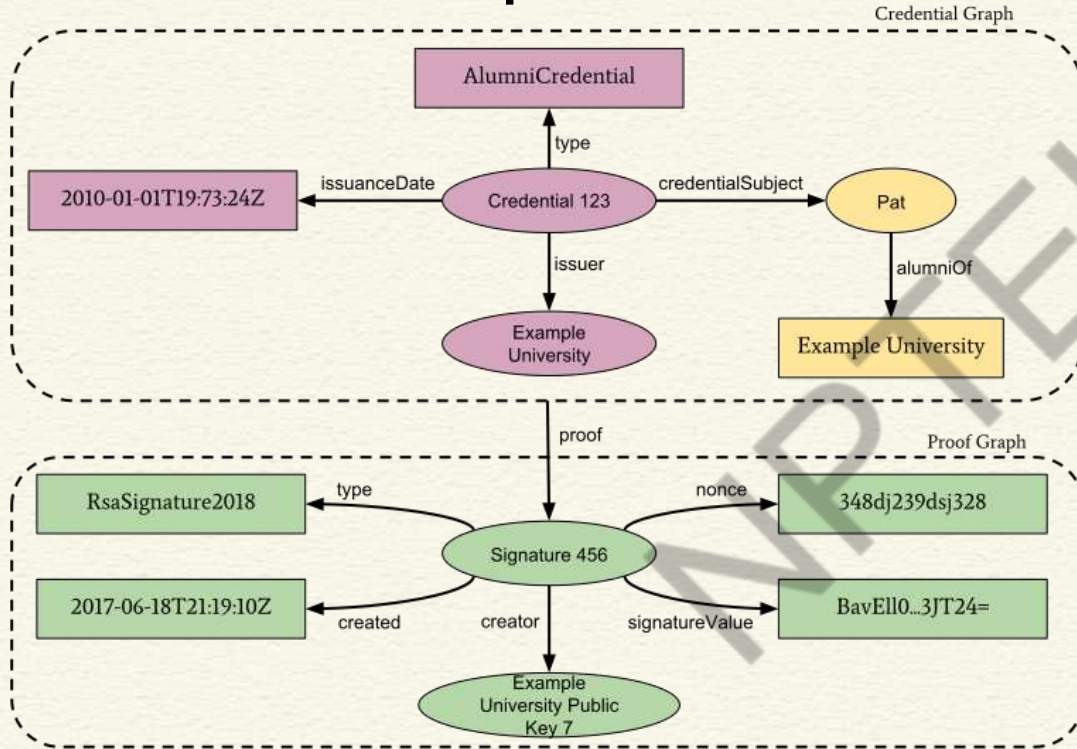 Credential Graph
AlumniCredential
type
2010-01-01T19:73:24Z
issuanceDate
Credential 123
credentialSubject
Pat
issuer
alumniOf
Example
University
Example University
proof
Proof Graph
RsaSignature2018
type
nonce
348dj239dsj328
Signature 456
2017-06-18T21:19:10Z
created
creator
signatureValue
BavEll0...3JT24=
Example
University Public
Key 7
NPTEL